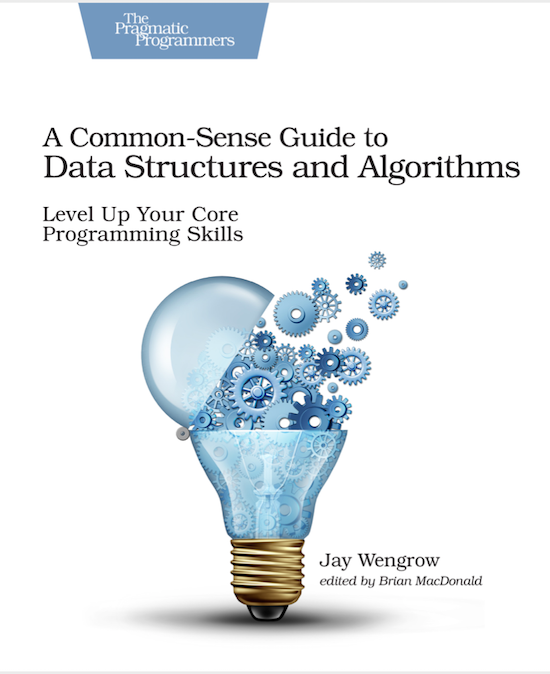 The
Pragmatic
Programmers
A Common-Sense Guide to
Data Structures and Algorithms
Level Up Your Core
Programming Skills
Jay Wengrow
edited by Brian MacDonald